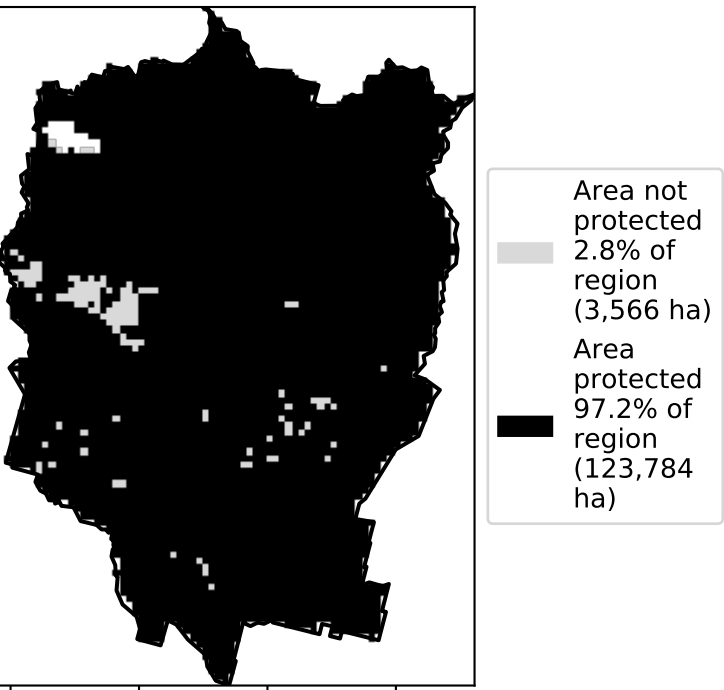 Area not
protected
2.8% of
region
(3,566 ha)
Area
protected
97.2% of
region
(123,784
ha)